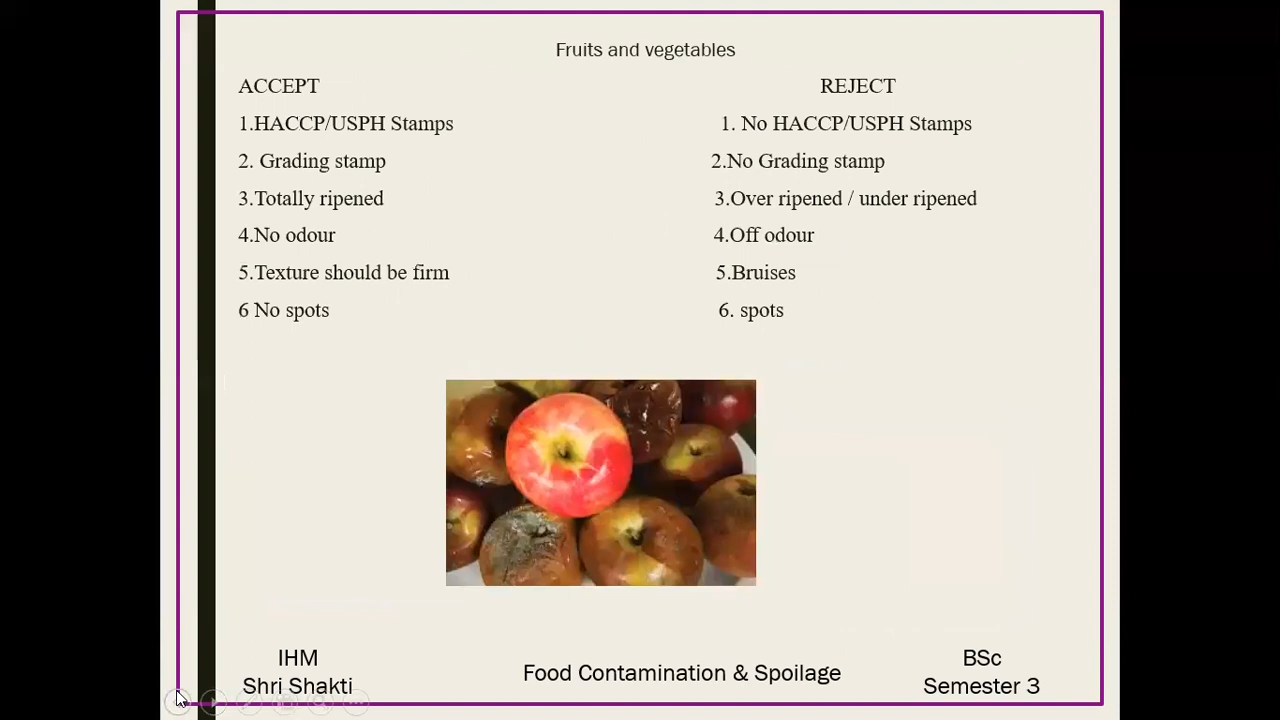 Fruits and vegetables
ACCEPT REJECT
1.HACCP/USPH Stamps 1. No HACCP/USPH Stamps
2. Grading stamp 2.No Grading stamp
3.Totally ripened 3.Over ripened / under ripened
4.No odour 4.Off odour
5.Texture should be firm 5.Bruises
6 No spots 6. spots
IHM
Shri Shakti
Food Contamination & Spoilage
BSc
Semester 3